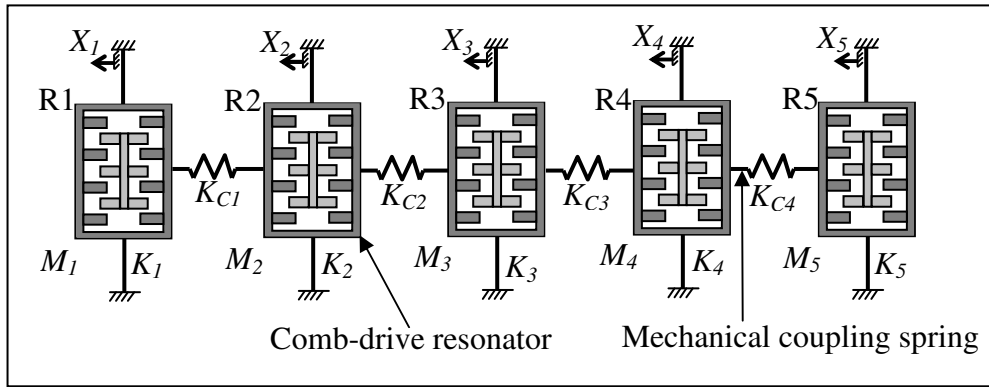 X1 X2 X3 X4 X5
R1 R2 R3 R4 R5
KC1 KC2 KC3 KC4
M1 K1 M2 K2 M3 K3 M4 K4 M5 K5
Comb-drive resonator Mechanical coupling spring